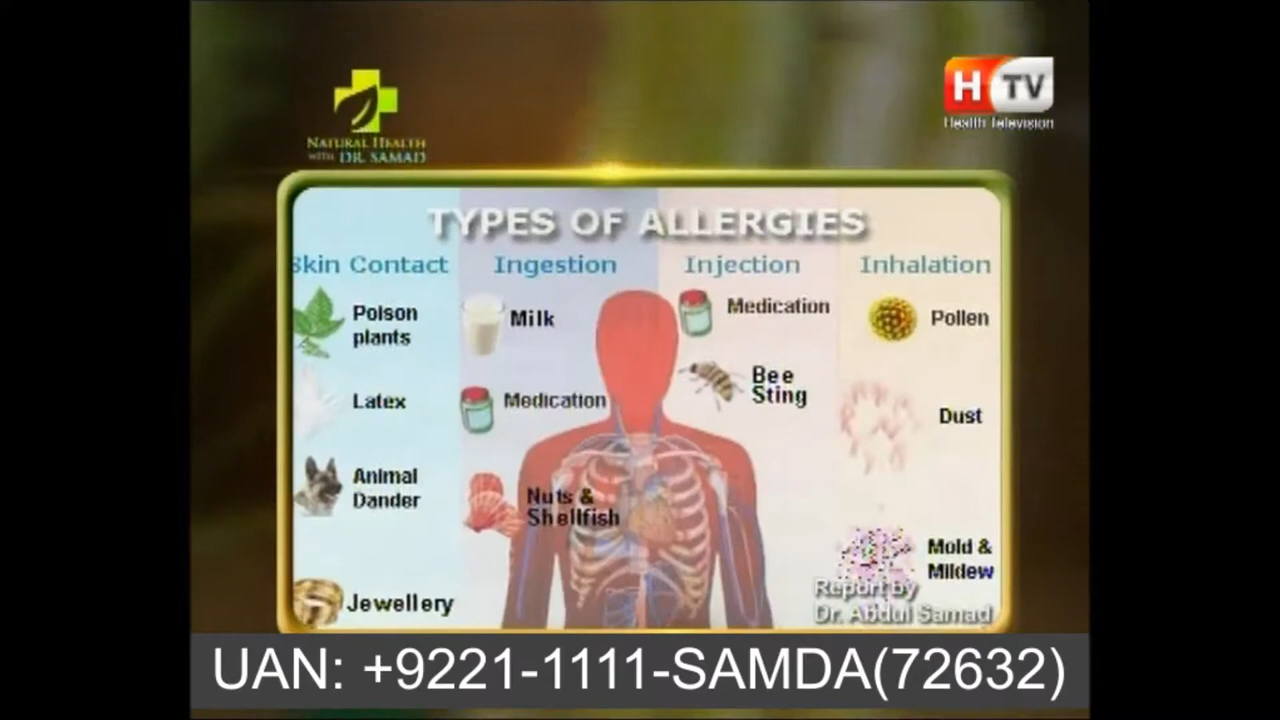 NATURAL HEALTH
WITH DR. SAMAD
H TV
Health Television
TYPES OF ALLERGIES
Skin Contact
Poison
plants
Latex
Animal
Dander
Jewellery
Ingestion
Milk
Medication
Nuts &
Shellfish
Injection
Medication
Bee
Sting
Inhalation
Pollen
Dust
Mold &
Mildew
Report by
Dr. Abdul Samad
UAN: +9221-1111-SAMDA(72632)